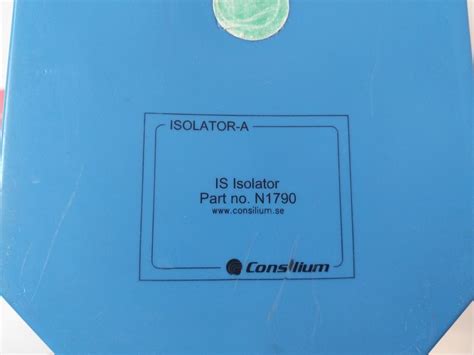 ISOLATOR-A
IS Isolator
Part no. N1790
www.consilium.se
Consilium